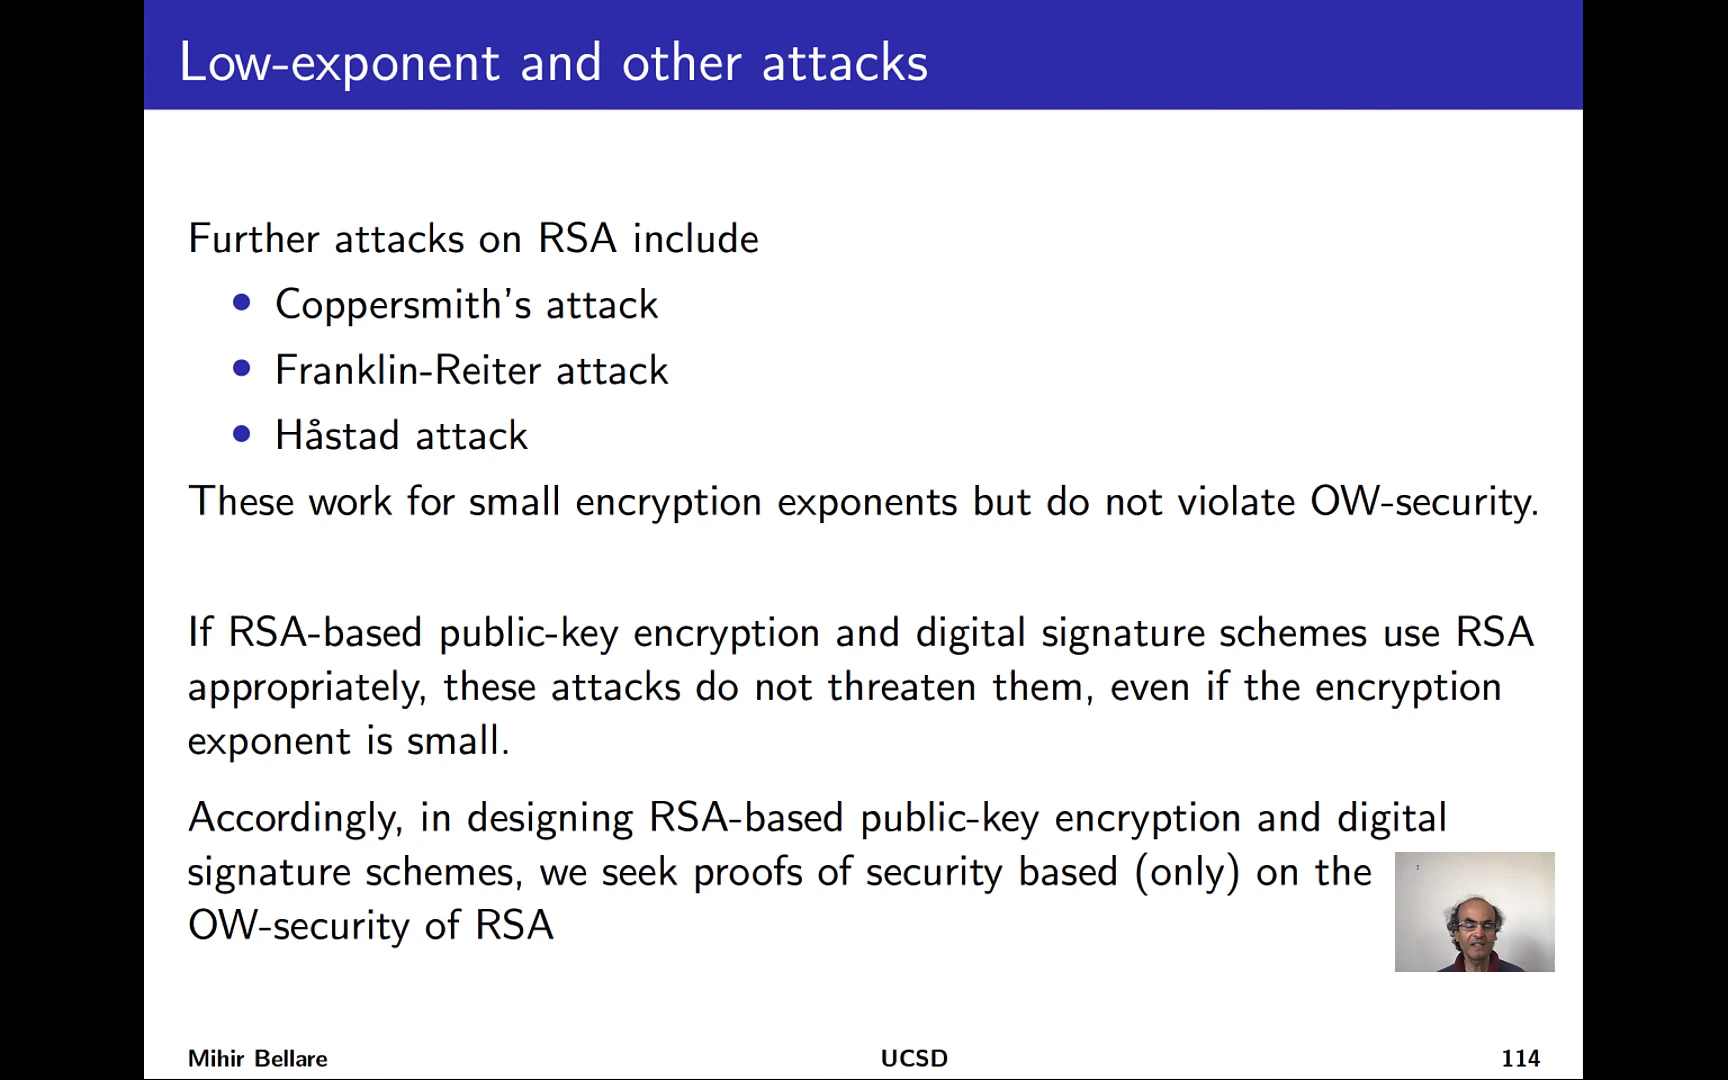 Low-exponent and other attacks
Further attacks on RSA include
• Coppersmith's attack
• Franklin-Reiter attack
• Håstad attack
These work for small encryption exponents but do not violate OW-security.
If RSA-based public-key encryption and digital signature schemes use RSA
appropriately, these attacks do not threaten them, even if the encryption
exponent is small.
Accordingly, in designing RSA-based public-key encryption and digital
signature schemes, we seek proofs of security based (only) on the
OW-security of RSA
Mihir Bellare UCSD 114